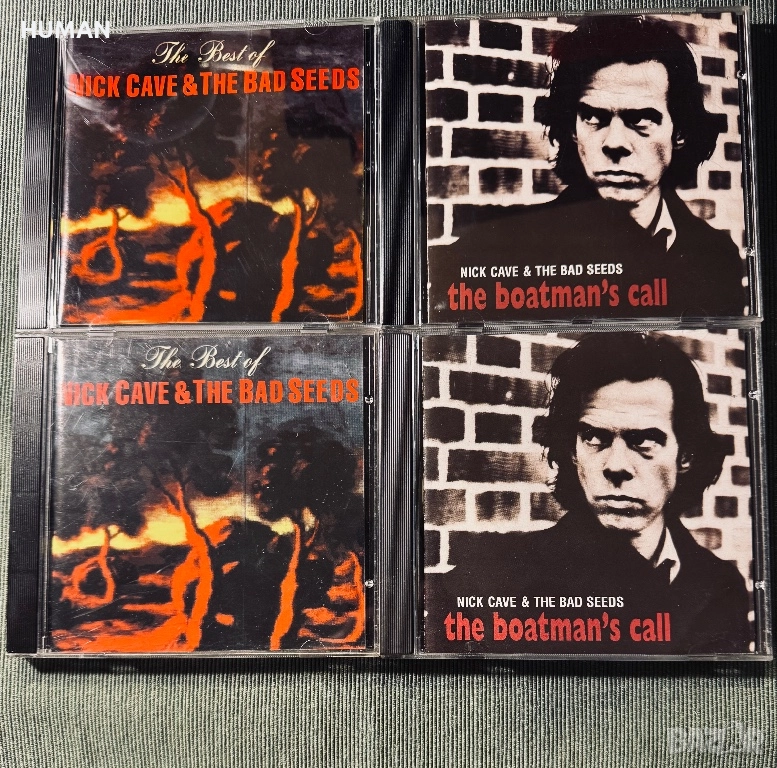 HUMAN
The Best of
NICK CAVE & THE BAD SEEDS
NICK CAVE & THE BAD SEEDS
the boatman's call
The Best of
NICK CAVE & THE BAD SEEDS
NICK CAVE & THE BAD SEEDS
the boatman's call
BAZAR